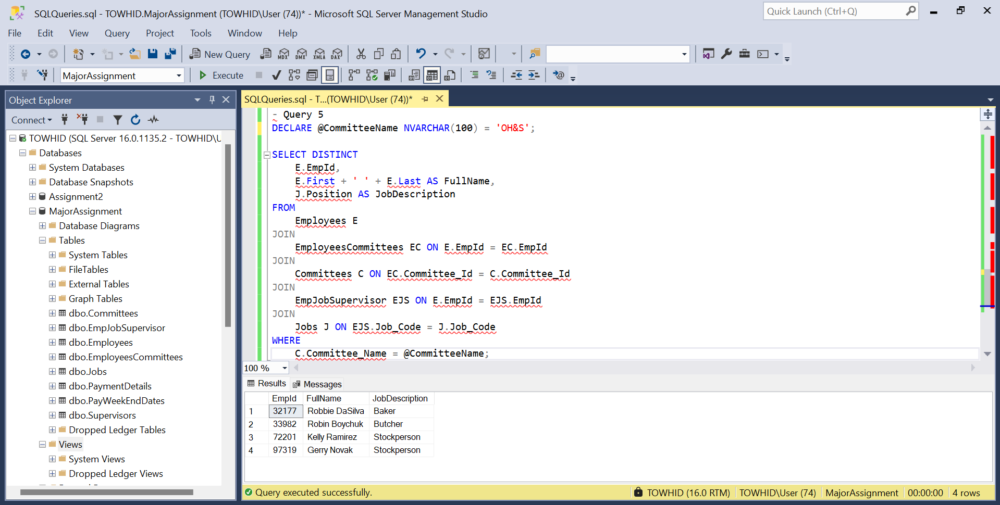 SQLQueries.sql - TOWHID.MajorAssignment (TOWHID\User (74))* - Microsoft SQL Server Management Studio
Quick Launch (Ctrl+Q)
File Edit View Query Project Tools Window Help
New Query
MDX DMX XMLA DAX
MajorAssignment
Execute
Object Explorer
Connect
TOWHID (SQL Server 16.0.1135.2 - TOWHID\U
Databases
System Databases
Database Snapshots
Assignment2
MajorAssignment
Database Diagrams
Tables
System Tables
FileTables
External Tables
Graph Tables
dbo.Committees
dbo.EmpJobSupervisor
dbo.Employees
dbo.EmployeesCommittees
dbo.Jobs
dbo.PaymentDetails
dbo.PayWeekEndDates
dbo.Supervisors
Dropped Ledger Tables
Views
System Views
Dropped Ledger Views
SQLQueries.sql - T...(TOWHID\User (74))*
- Query 5
DECLARE @CommitteeName NVARCHAR(100) = 'OH&S';
SELECT DISTINCT
E.EmpId,
E.First + ' ' + E.Last AS FullName,
J.Position AS JobDescription
FROM
Employees E
JOIN
EmployeesCommittees EC ON E.EmpId = EC.EmpId
JOIN
Committees C ON EC.Committee_Id = C.Committee_Id
JOIN
EmpJobSupervisor EJS ON E.EmpId = EJS.EmpId
JOIN
Jobs J ON EJS.Job_Code = J.Job_Code
WHERE
C.Committee_Name = @CommitteeName;
100 %
Results Messages
EmpId FullName JobDescription
1 32177 Robbie DaSilva Baker
2 33982 Robin Boychuk Butcher
3 72201 Kelly Ramirez Stockperson
4 97319 Gerry Novak Stockperson
Query executed successfully.
TOWHID (16.0 RTM) TOWHID\User (74) MajorAssignment 00:00:00 4 rows